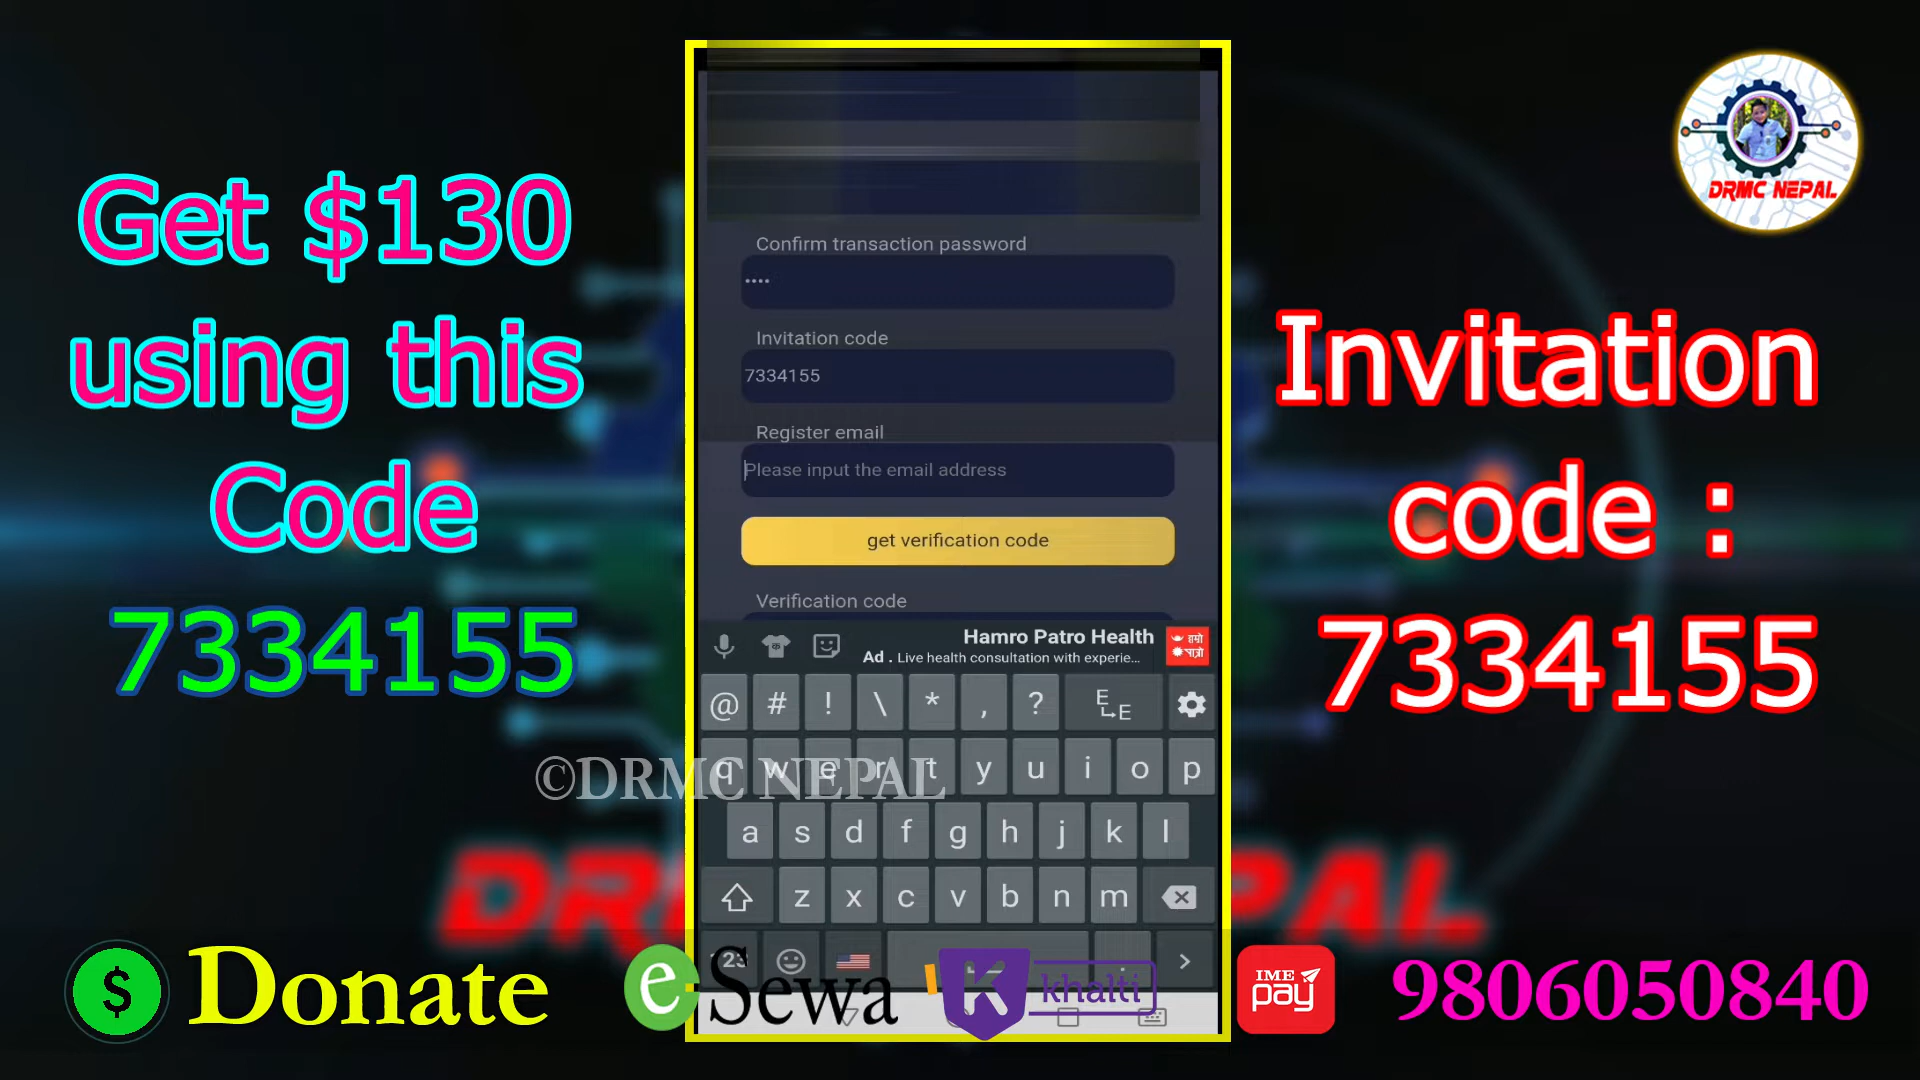 Get $130
using this
Code
7334155
Confirm transaction password
••••
Invitation code
7334155
Register email
Please input the email address
get verification code
Verification code
Hamro Patro Health
Ad . Live health consultation with experie...
हाम्रो
पात्रो
@ # ! \ * , ? E E
q w e r t y u i o p
a s d f g h j k l
z x c v b n m
123 . >
©DRMC NEPAL
DRMC NEPAL
Invitation
code :
7334155
$ Donate
e Sewa
K khalti
IME
pay
9806050840